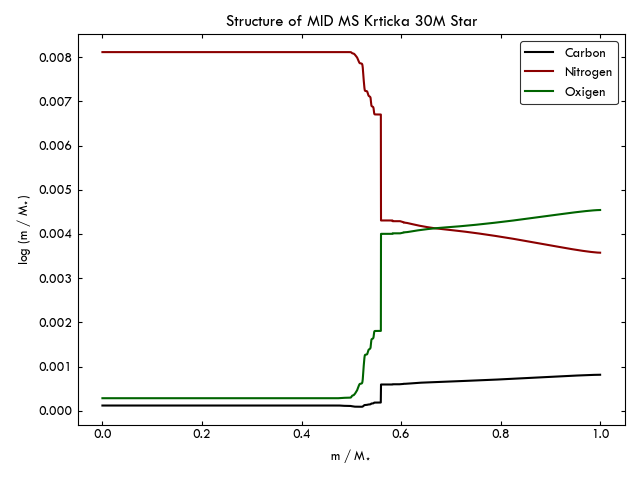 Structure of MID MS Krticka 30M Star
Carbon
Nitrogen
Oxigen
log (m / M*)
0.008
0.007
0.006
0.005
0.004
0.003
0.002
0.001
0.000
0.0 0.2 0.4 0.6 0.8 1.0
m / M*